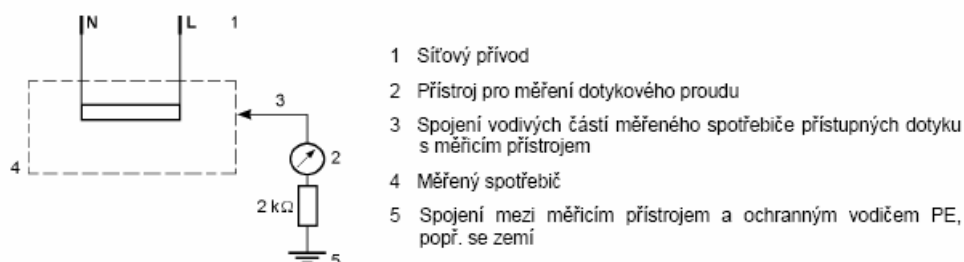 N
L
1
3
2
4
2 kΩ
5
1 Síťový přívod
2 Přístroj pro měření dotykového proudu
3 Spojení vodivých částí měřeného spotřebiče přístupných dotyku
s měřicím přístrojem
4 Měřený spotřebič
5 Spojení mezi měřicím přístrojem a ochranným vodičem PE,
popř. se zemí